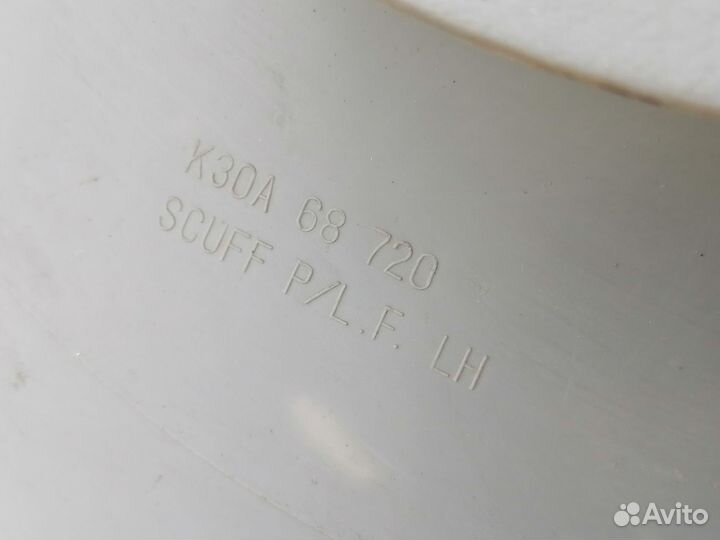 K30A 68 720
SCUFF P/L.F. LH
Avito